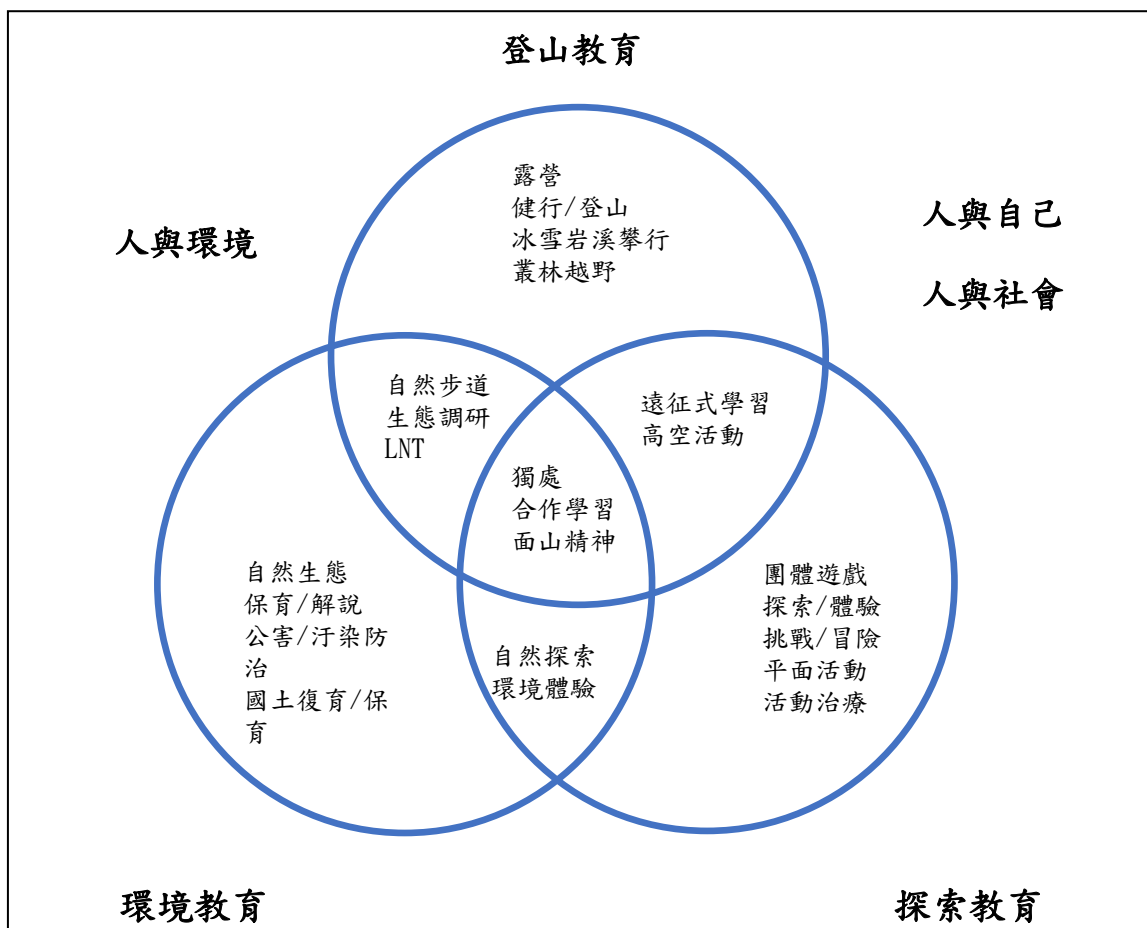 登山教育
露營
健行/登山
冰雪岩溪攀行
叢林越野
人與環境
人與自己
人與社會
自然步道
生態調研
LNT
遠征式學習
高空活動
獨處
合作學習
面山精神
自然生態
保育/解說
公害/汙染防
治
國土復育/保
育
自然探索
環境體驗
團體遊戲
探索/體驗
挑戰/冒險
平面活動
活動治療
環境教育
探索教育